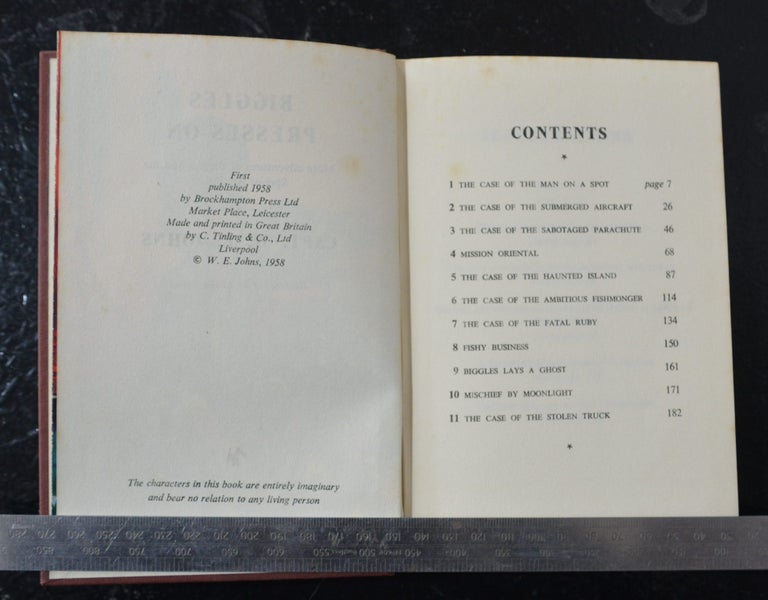 First
published 1958
by Brockhampton Press Ltd
Market Place, Leicester
Made and printed in Great Britain
by C. Tinling & Co., Ltd
Liverpool
© W. E. Johns, 1958
The characters in this book are entirely imaginary
and bear no relation to any living person
CONTENTS
1 THE CASE OF THE MAN ON A SPOT page 7
2 THE CASE OF THE SUBMERGED AIRCRAFT 26
3 THE CASE OF THE SABOTAGED PARACHUTE 46
4 MISSION ORIENTAL 68
5 THE CASE OF THE HAUNTED ISLAND 87
6 THE CASE OF THE AMBITIOUS FISHMONGER 114
7 THE CASE OF THE FATAL RUBY 134
8 FISHY BUSINESS 150
9 BIGGLES LAYS A GHOST 161
10 MISCHIEF BY MOONLIGHT 171
11 THE CASE OF THE STOLEN TRUCK 182